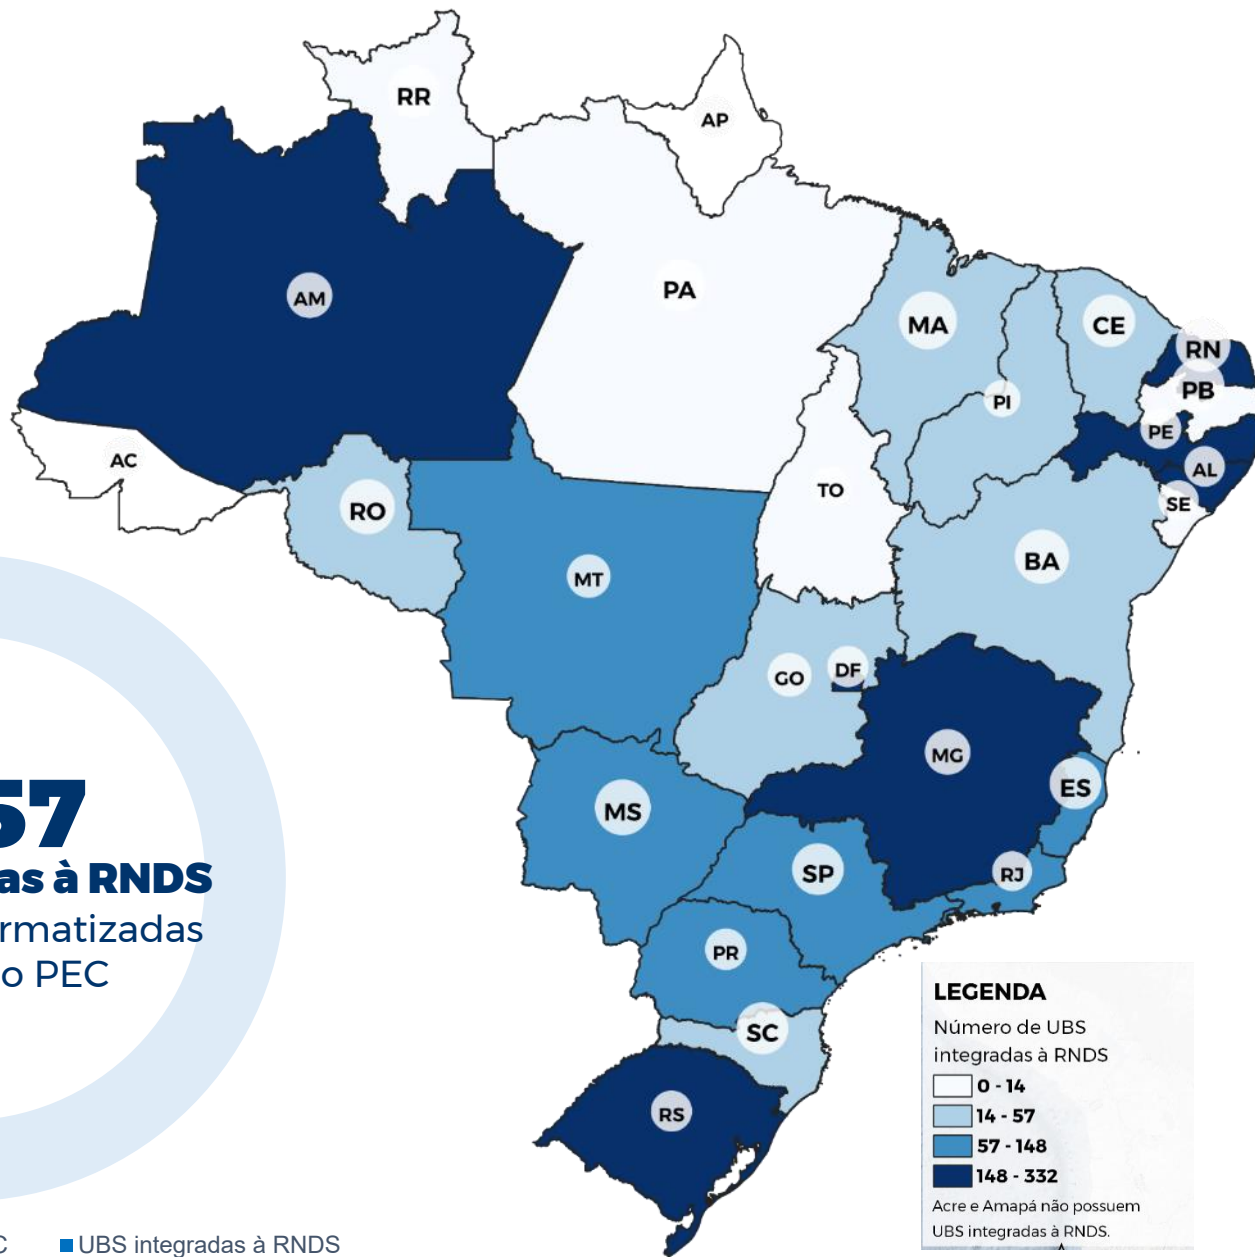 RR
AP
AM
PA
MA
CE
RN
PB
PI
PE
AC
AL
TO
SE
RO
BA
MT
GO
DF
MG
ES
MS
SP
RJ
PR
SC
RS
57
as à RNDS
rmatizadas
o PEC
LEGENDA
Número de UBS
integradas à RNDS
0 - 14
14 - 57
57 - 148
148 - 332
Acre e Amapá não possuem
UBS integradas à RNDS.
C
UBS integradas à RNDS